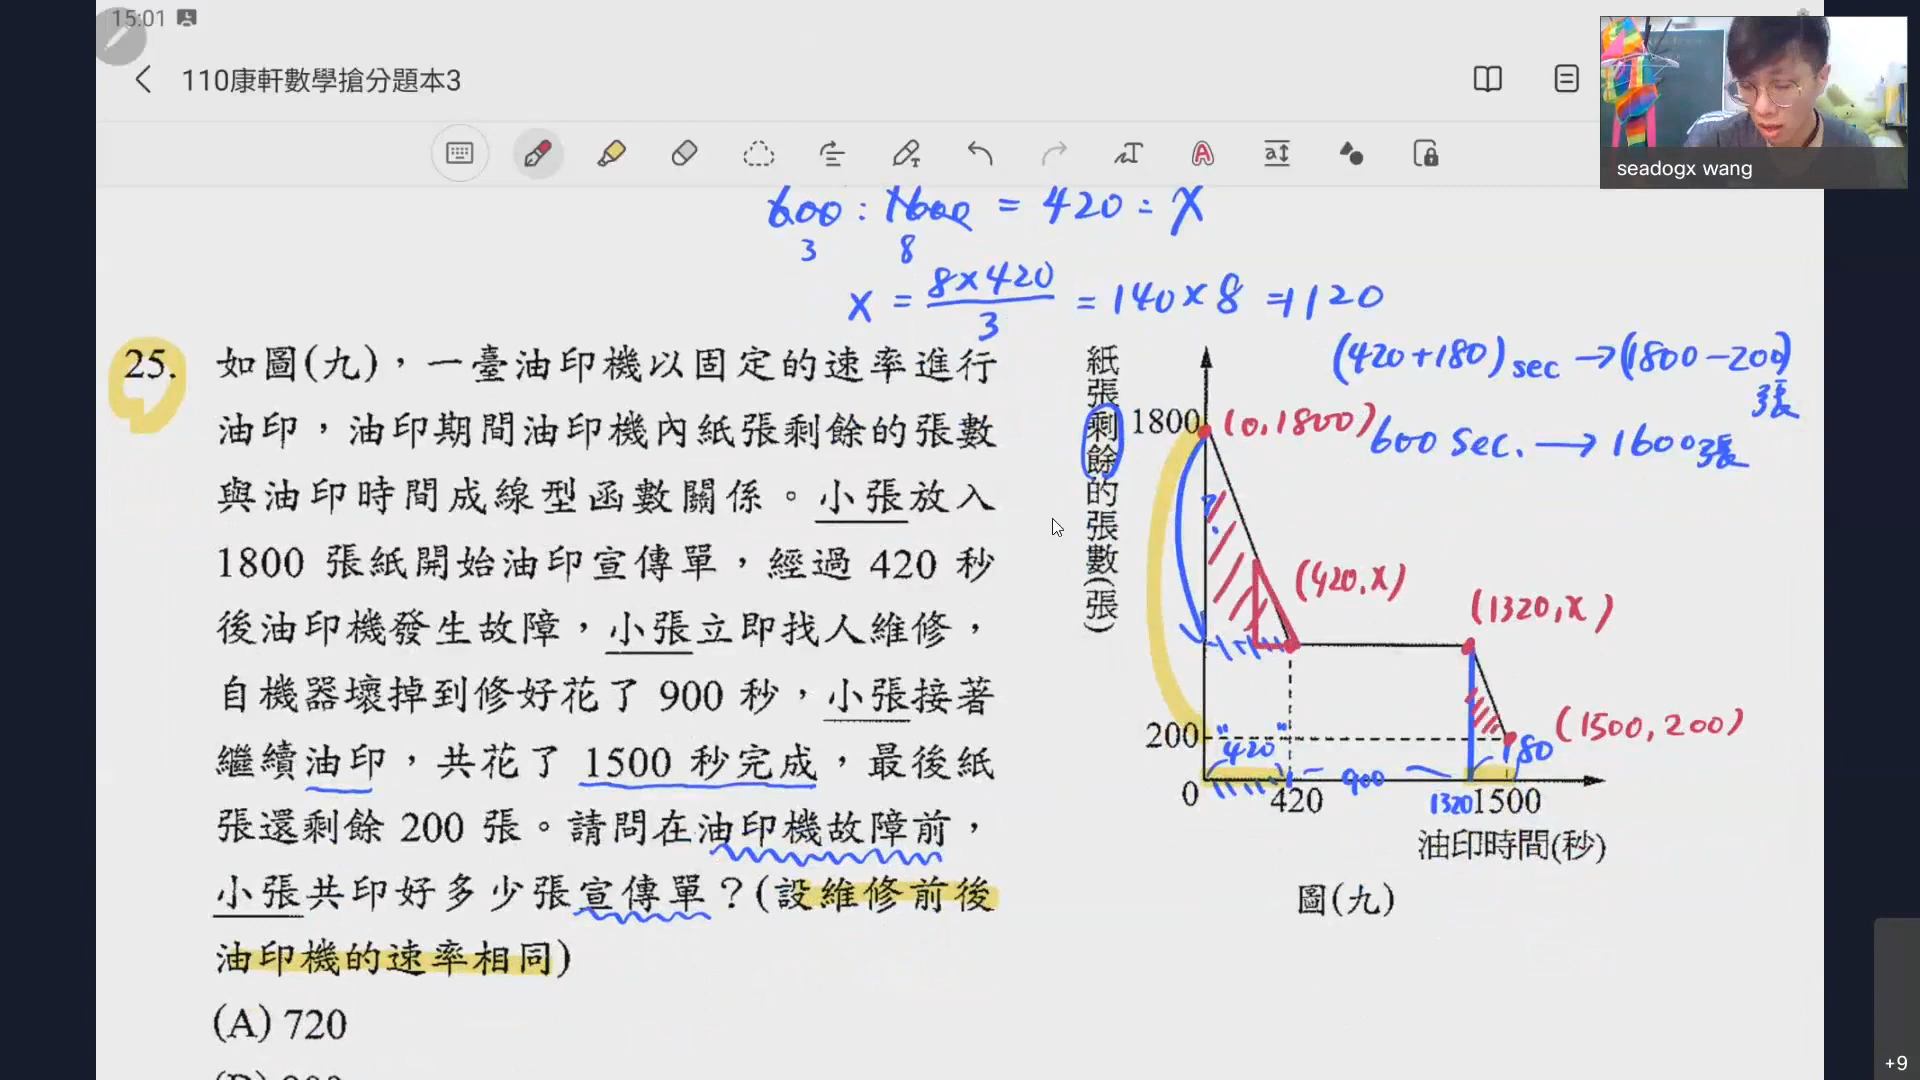 15:01
110康軒數學搶分題本3
seadogx wang
600 : 1600 = 420 : X
3 8
X = 8×420 / 3 = 140×8 = 1120
25. 如圖(九)，一臺油印機以固定的速率進行
油印，油印期間油印機內紙張剩餘的張數
與油印時間成線型函數關係。小張放入
1800 張紙開始油印宣傳單，經過 420 秒
後油印機發生故障，小張立即找人維修，
自機器壞掉到修好花了 900 秒，小張接著
繼續油印，共花了 1500 秒完成，最後紙
張還剩餘 200 張。請問在油印機故障前，
小張共印好多少張宣傳單？(設維修前後
油印機的速率相同)
(A) 720
紙張剩餘的張數(張)
(420+180) sec → (1800-200)
張
1800 (0,1800) 600 sec. → 1600張
?
(420,X)
(1320,X)
200 "420" 180 (1500,200)
900
0 420 1320 1500
油印時間(秒)
圖(九)
+9